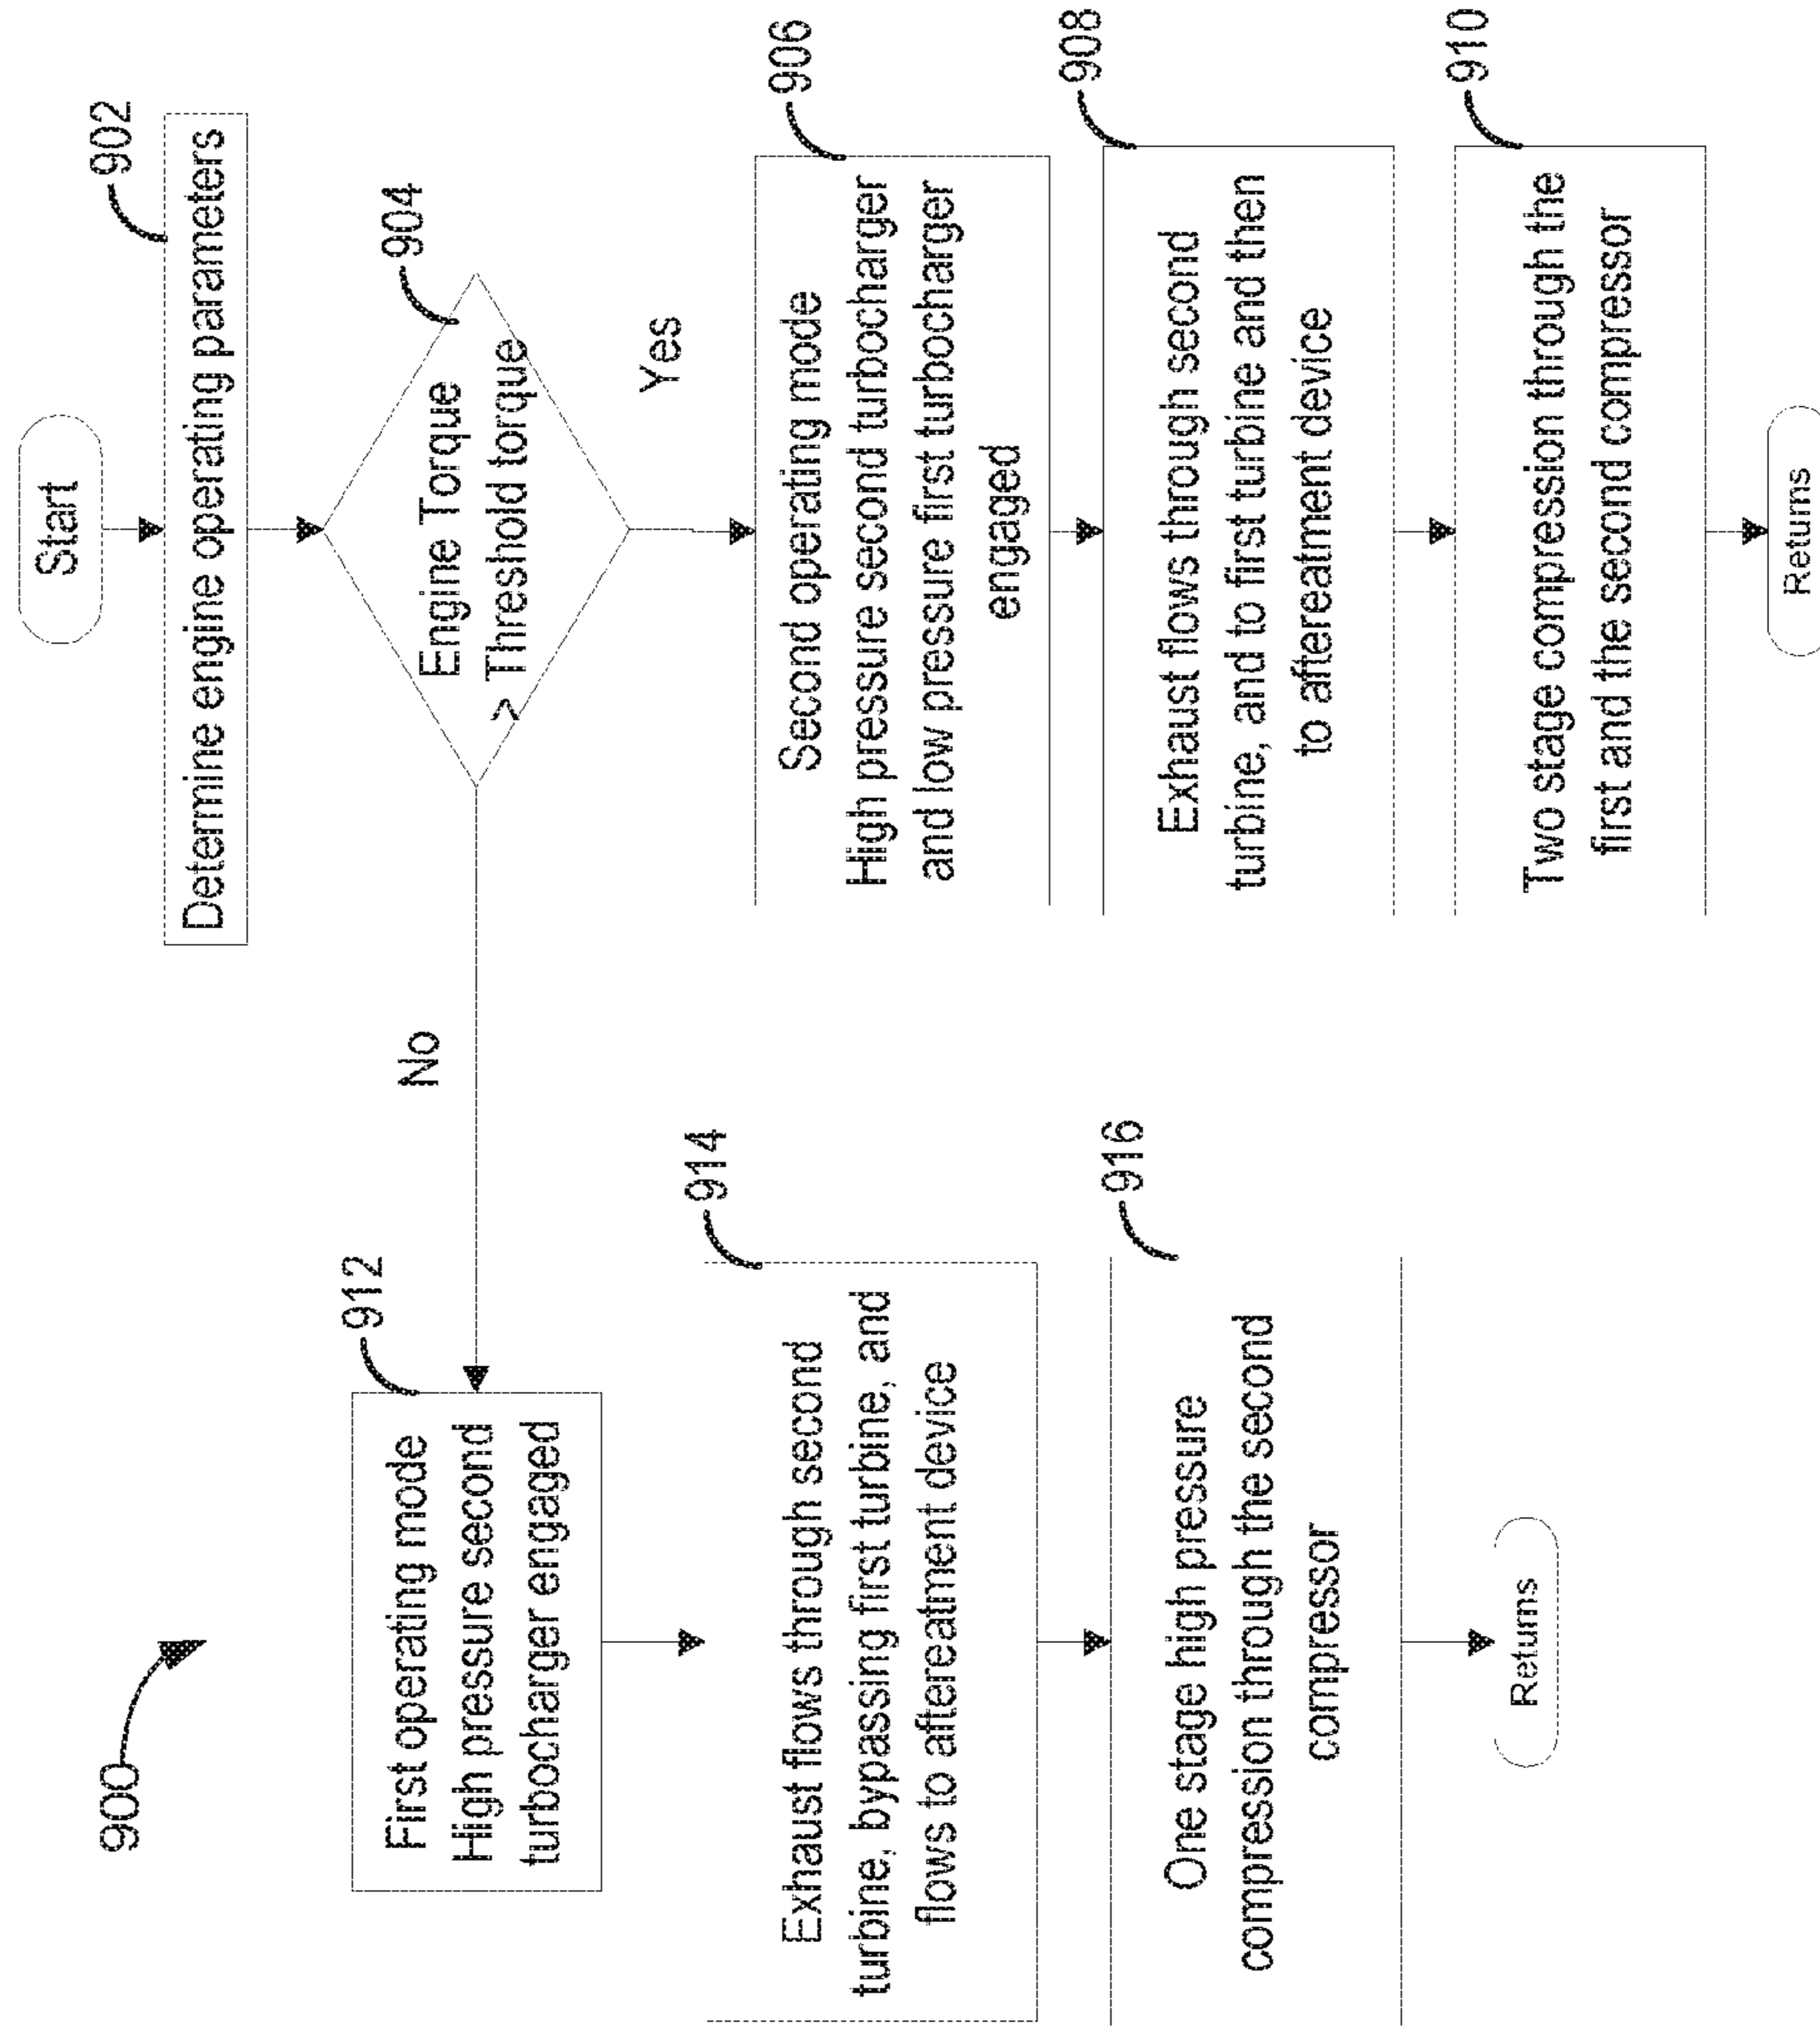 900
Start
902
Determine engine operating parameters
904
Engine Torque
> Threshold torque
No
Yes
906
Second operating mode
High pressure second turbocharger
and low pressure first turbocharger
engaged
908
Exhaust flows through second
turbine, and to first turbine and then
to aftereatment device
910
Two stage compression through the
first and the second compressor
Returns
912
First operating mode
High pressure second
turbocharger engaged
914
Exhaust flows through second
turbine, bypassing first turbine, and
flows to aftereatment device
916
One stage high pressure
compression through the second
compressor
Returns